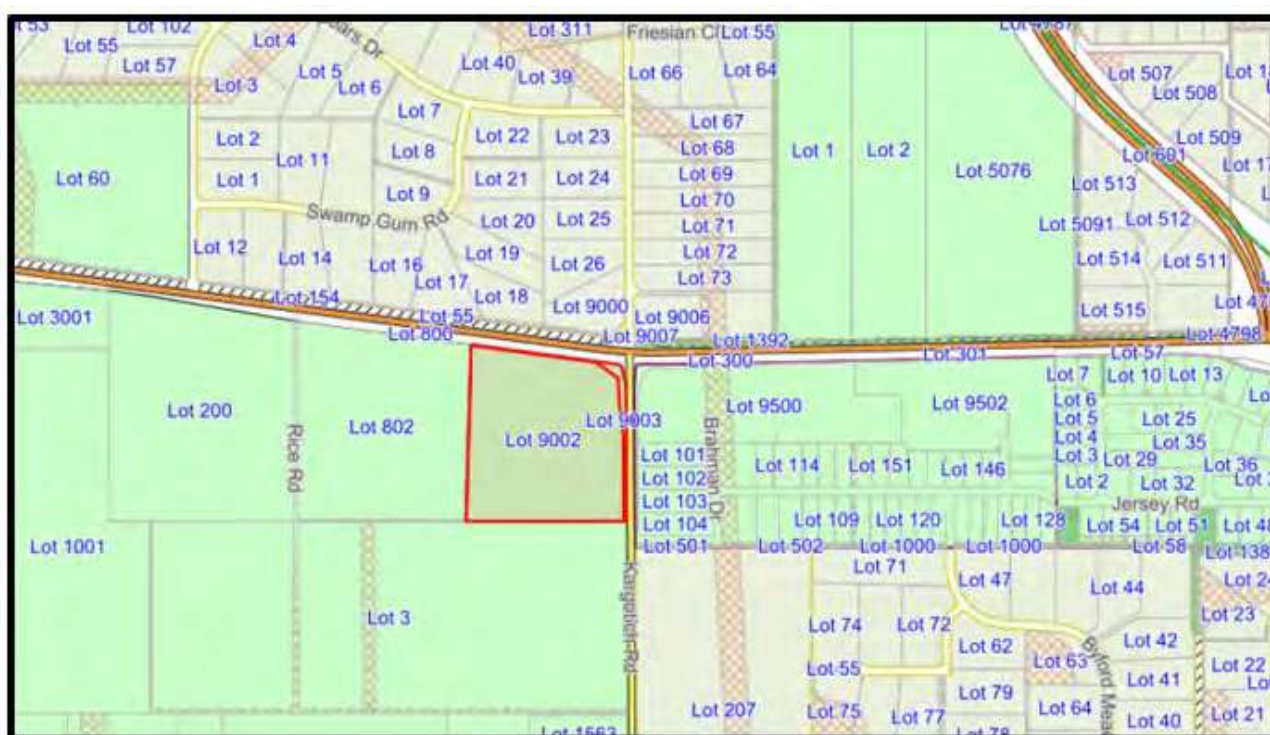 Lot 102
Lot 4
Lot 311
Friesian Cl
Lot 55
Lot 55
Lot 57
Lot 3
Lot 5
Lot 6
Lot 40
Lot 39
Lot 66
Lot 64
Lot 507
Lot 508
Lot 7
Lot 2
Lot 8
Lot 22
Lot 23
Lot 67
Lot 68
Lot 509
Lot 601
Lot 11
Lot 1
Lot 9
Lot 21
Lot 24
Lot 69
Lot 1
Lot 2
Lot 5076
Lot 513
Lot 60
Swamp Gum Rd
Lot 20
Lot 25
Lot 70
Lot 71
Lot 5091
Lot 512
Lot 12
Lot 14
Lot 16
Lot 19
Lot 26
Lot 72
Lot 514
Lot 511
Lot 17
Lot 18
Lot 73
Lot 154
Lot 9000
Lot 9006
Lot 515
Lot 3001
Lot 55
Lot 800
Lot 9007
Lot 1392
Lot 4798
Lot 300
Lot 301
Lot 57
Lot 7
Lot 10
Lot 13
Lot 200
Lot 802
Lot 9002
Lot 9003
Lot 9500
Lot 9502
Lot 6
Lot 5
Lot 25
Rice Rd
Brahman Dr
Lot 4
Lot 35
Lot 101
Lot 114
Lot 151
Lot 146
Lot 3
Lot 29
Lot 36
Lot 102
Lot 2
Lot 32
Lot 103
Jersey Rd
Lot 104
Lot 109
Lot 120
Lot 128
Lot 54
Lot 51
Lot 48
Lot 1001
Lot 501
Lot 502
Lot 1000
Lot 1000
Lot 58
Lot 138
Lot 71
Lot 47
Lot 44
Lot 24
Lot 3
Kargotich Rd
Lot 74
Lot 72
Lot 62
Lot 42
Lot 23
Lot 55
Lot 63
Lot 41
Lot 22
Lot 207
Lot 75
Lot 77
Lot 79
Lot 64
Lot 40
Lot 21
Lot 1563
Lot 78